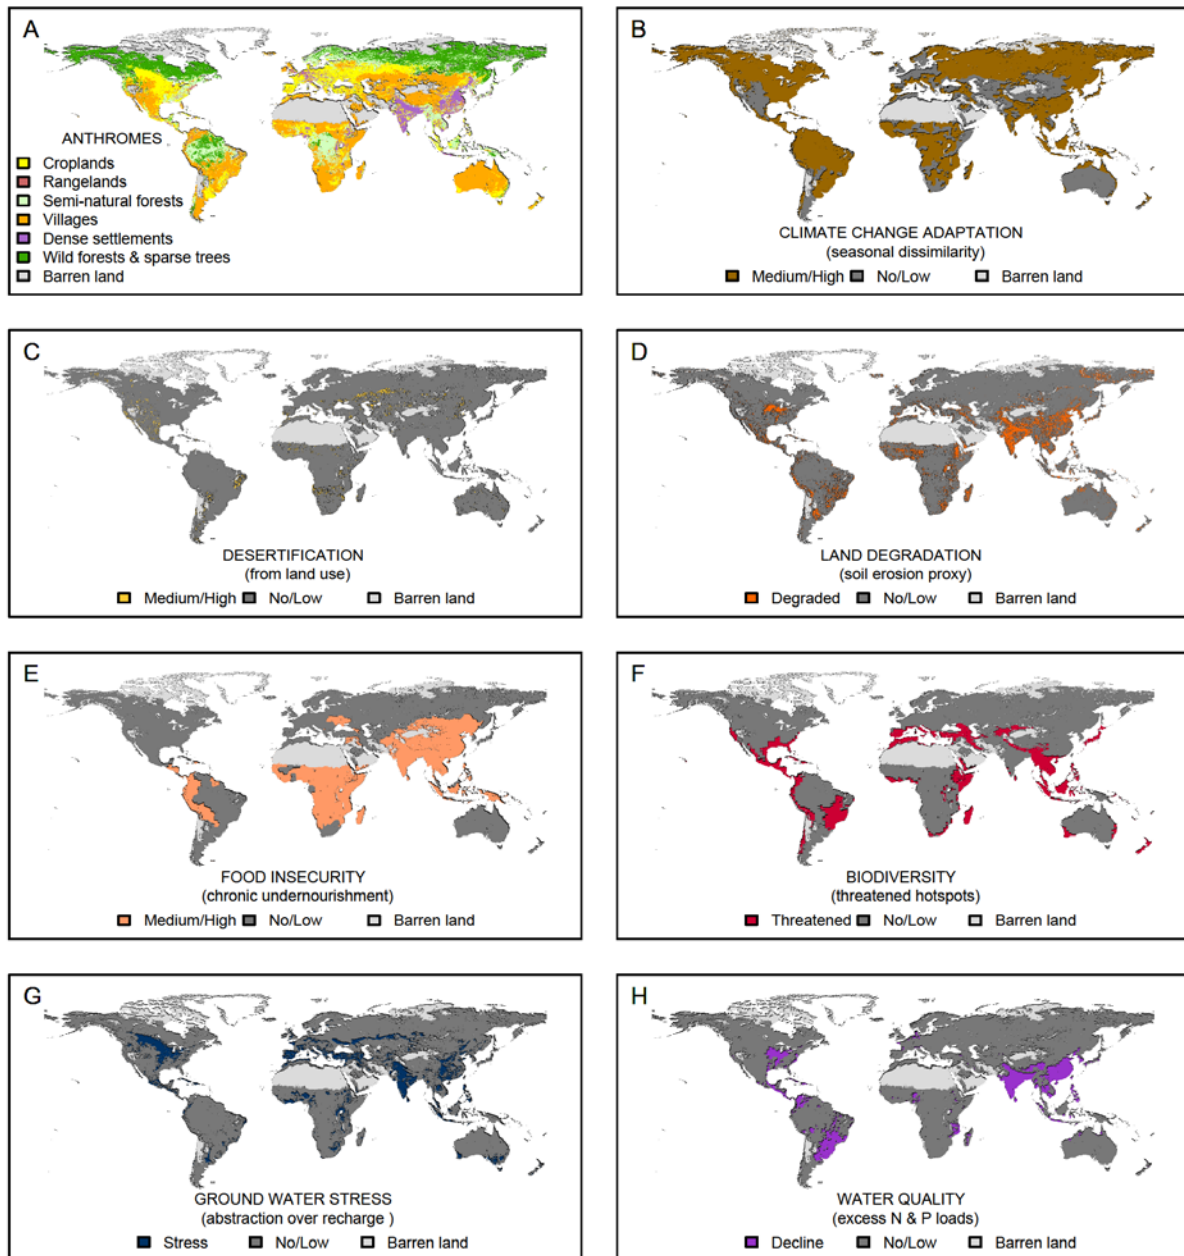 A
ANTHROMES
Croplands
Rangelands
Semi-natural forests
Villages
Dense settlements
Wild forests & sparse trees
Barren land
B
CLIMATE CHANGE ADAPTATION
(seasonal dissimilarity)
Medium/High No/Low Barren land
C
DESERTIFICATION
(from land use)
Medium/High No/Low Barren land
D
LAND DEGRADATION
(soil erosion proxy)
Degraded No/Low Barren land
E
FOOD INSECURITY
(chronic undernourishment)
Medium/High No/Low Barren land
F
BIODIVERSITY
(threatened hotspots)
Threatened No/Low Barren land
G
GROUND WATER STRESS
(abstraction over recharge )
Stress No/Low Barren land
H
WATER QUALITY
(excess N & P loads)
Decline No/Low Barren land